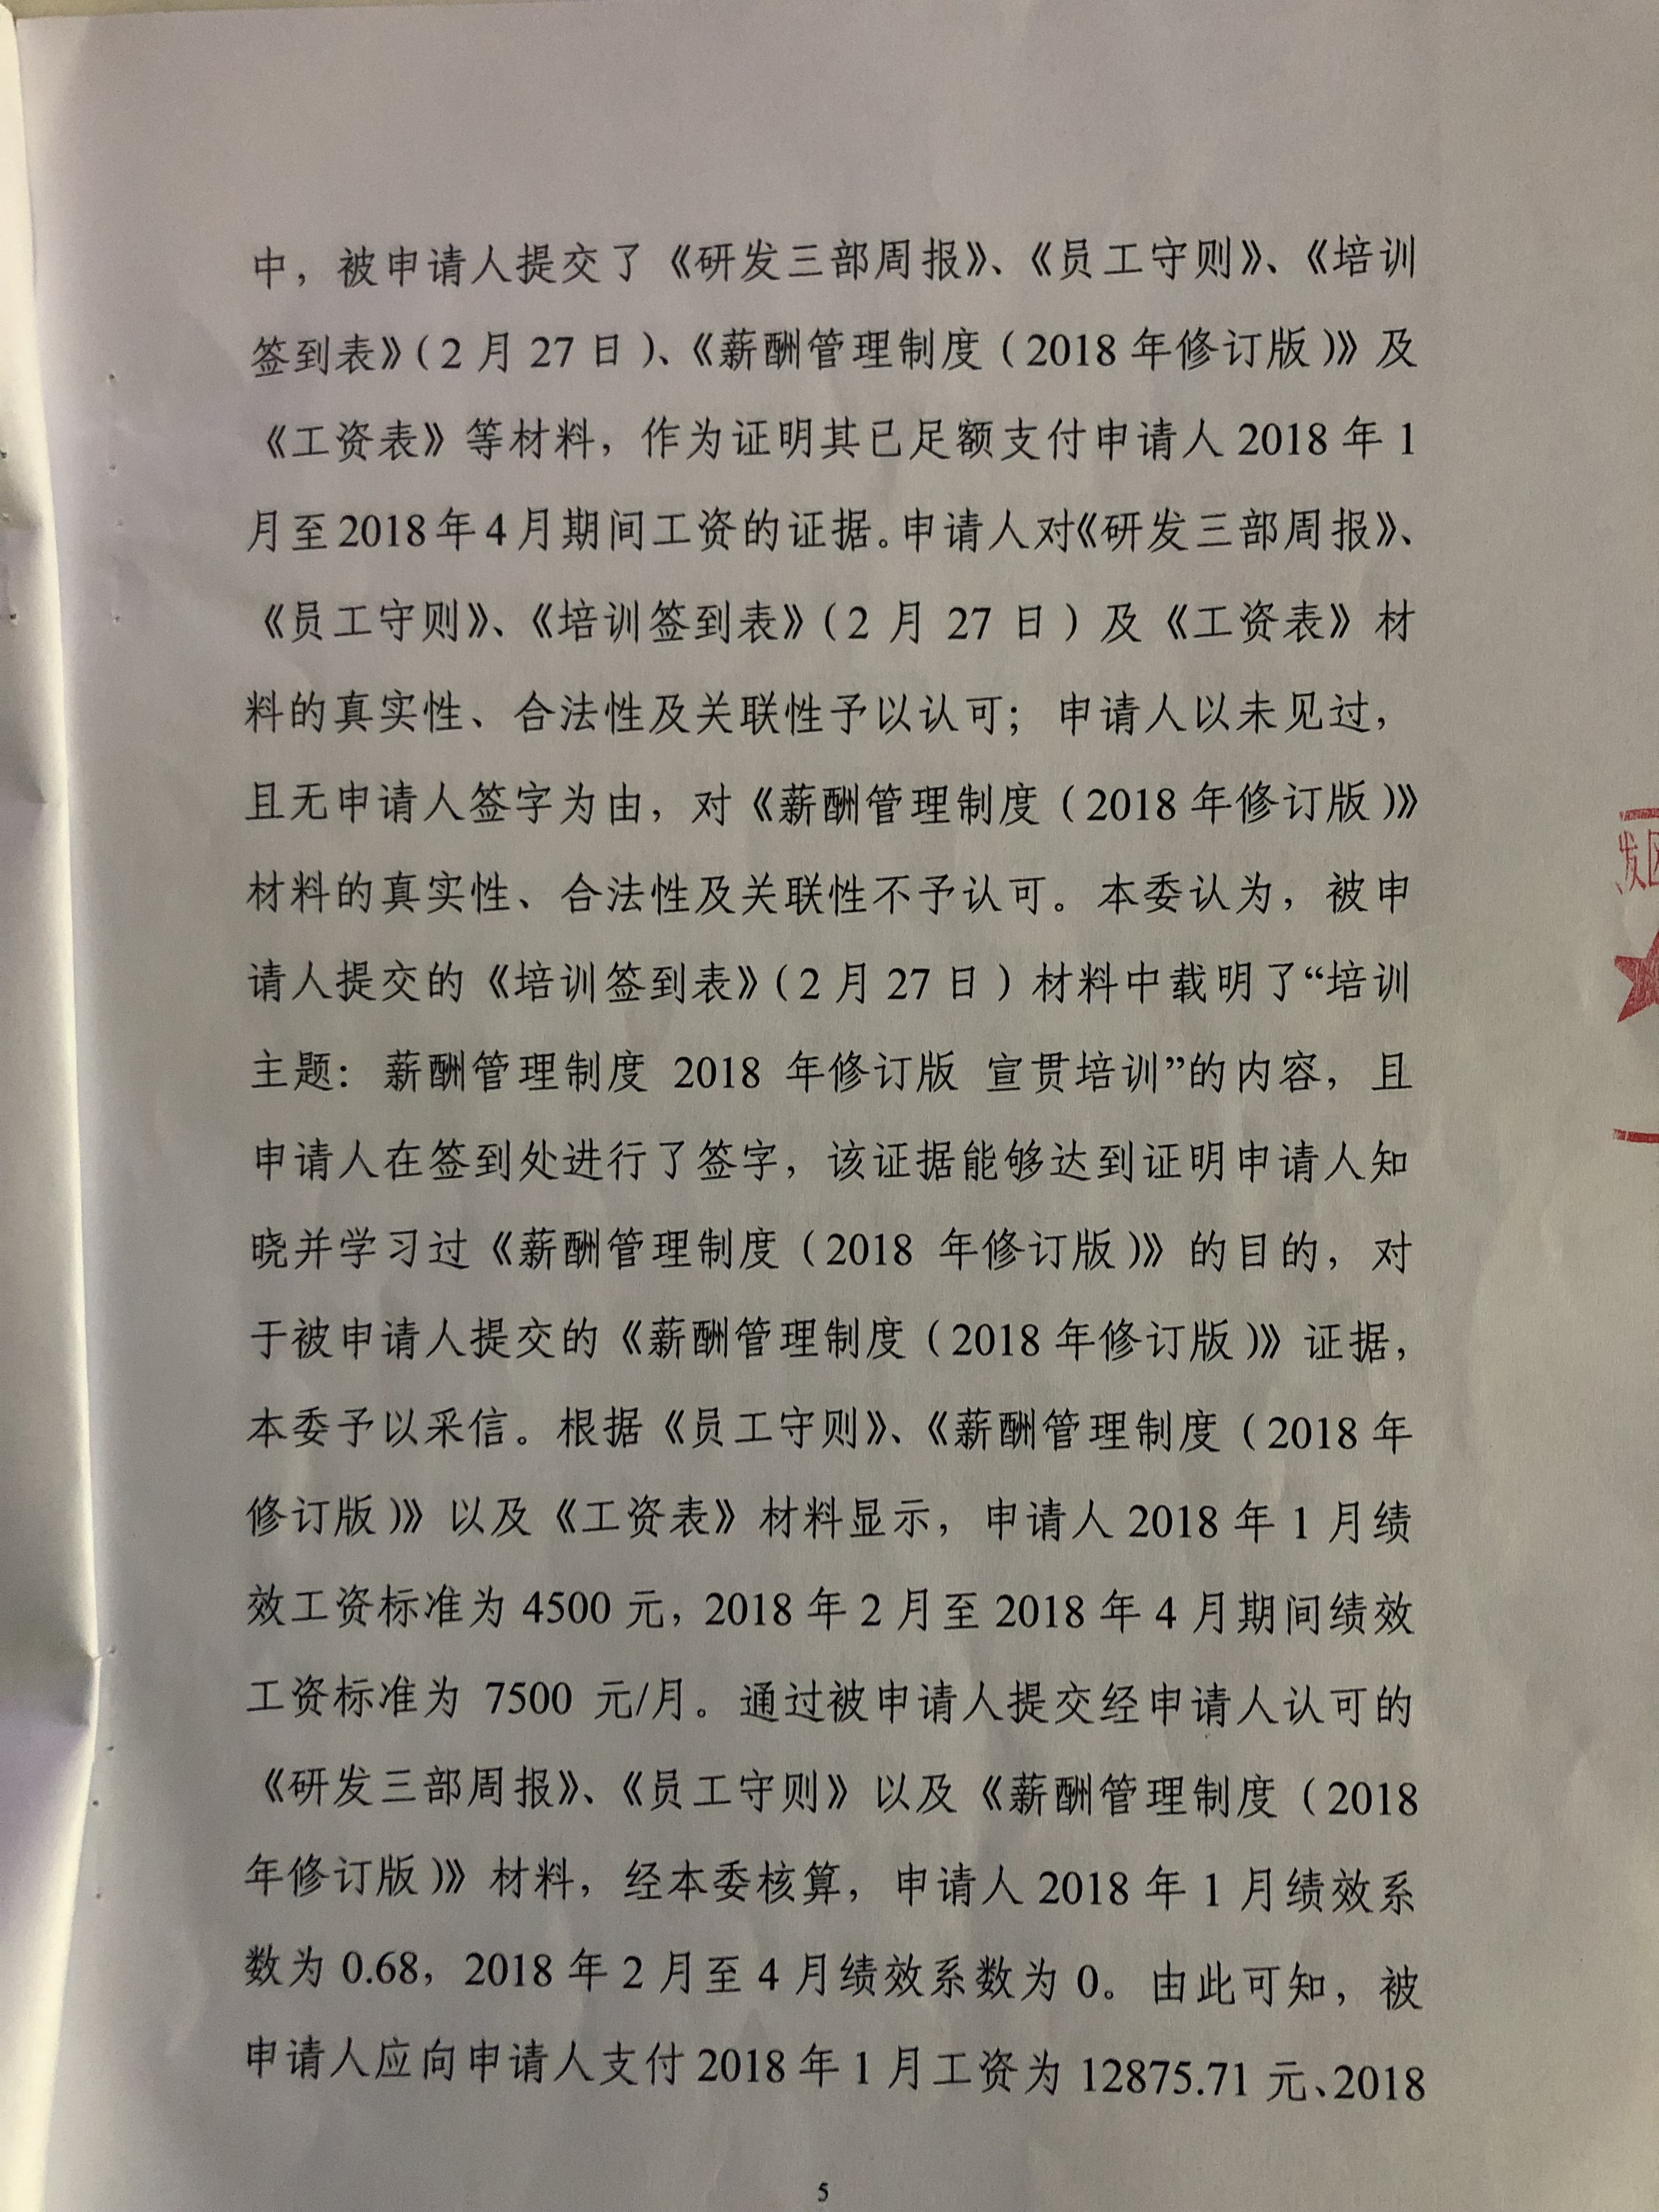 中，被申请人提交了《研发三部周报》、《员工守则》、《培训
签到表》（2月27日）、《薪酬管理制度（2018年修订版）》及
《工资表》等材料，作为证明其已足额支付申请人2018年1
月至2018年4月期间工资的证据。申请人对《研发三部周报》、
《员工守则》、《培训签到表》（2月27日）及《工资表》材
料的真实性、合法性及关联性予以认可；申请人以未见过，
且无申请人签字为由，对《薪酬管理制度（2018年修订版）》
材料的真实性、合法性及关联性不予认可。本委认为，被申
请人提交的《培训签到表》（2月27日）材料中载明了“培训
主题：薪酬管理制度 2018 年修订版 宣贯培训”的内容，且
申请人在签到处进行了签字，该证据能够达到证明申请人知
晓并学习过《薪酬管理制度（2018 年修订版）》的目的，对
于被申请人提交的《薪酬管理制度（2018年修订版）》证据，
本委予以采信。根据《员工守则》、《薪酬管理制度（2018年
修订版）》以及《工资表》材料显示，申请人2018年1月绩
效工资标准为4500元，2018年2月至2018年4月期间绩效
工资标准为 7500 元/月。通过被申请人提交经申请人认可的
《研发三部周报》、《员工守则》以及《薪酬管理制度（2018
年修订版）》材料，经本委核算，申请人2018年1月绩效系
数为0.68，2018年2月至4月绩效系数为0。由此可知，被
申请人应向申请人支付2018年1月工资为12875.71元、2018
5
发区